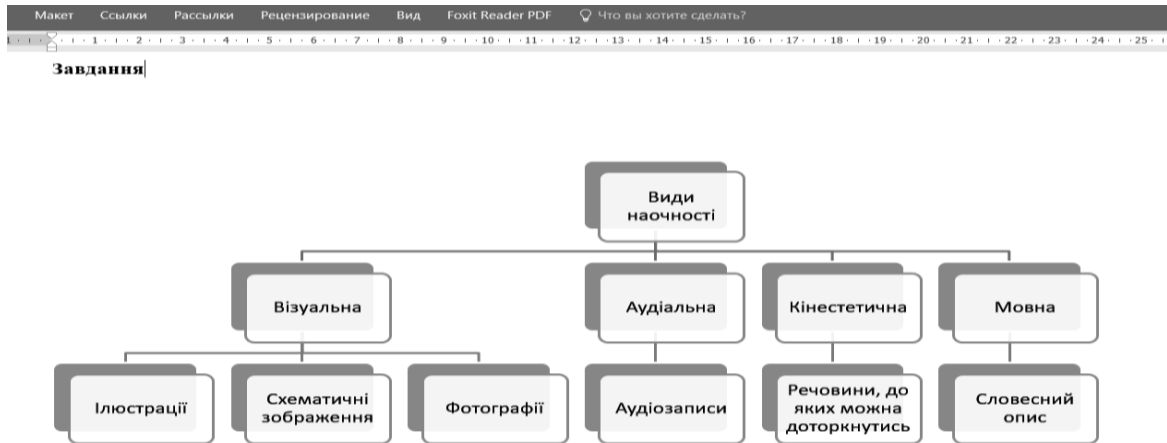 Макет Ссылки Рассылки Рецензирование Вид Foxit Reader PDF Что вы хотите сделать?
1 2 3 4 5 6 7 8 9 10 11 12 13 14 15 16 17 18 19 20 21 22 23 24 25
Завдання
Види
наочності
Візуальна
Аудіальна
Кінестетична
Мовна
Ілюстрації
Схематичні
зображення
Фотографії
Аудіозаписи
Речовини, до
яких можна
доторкнутись
Словесний
опис